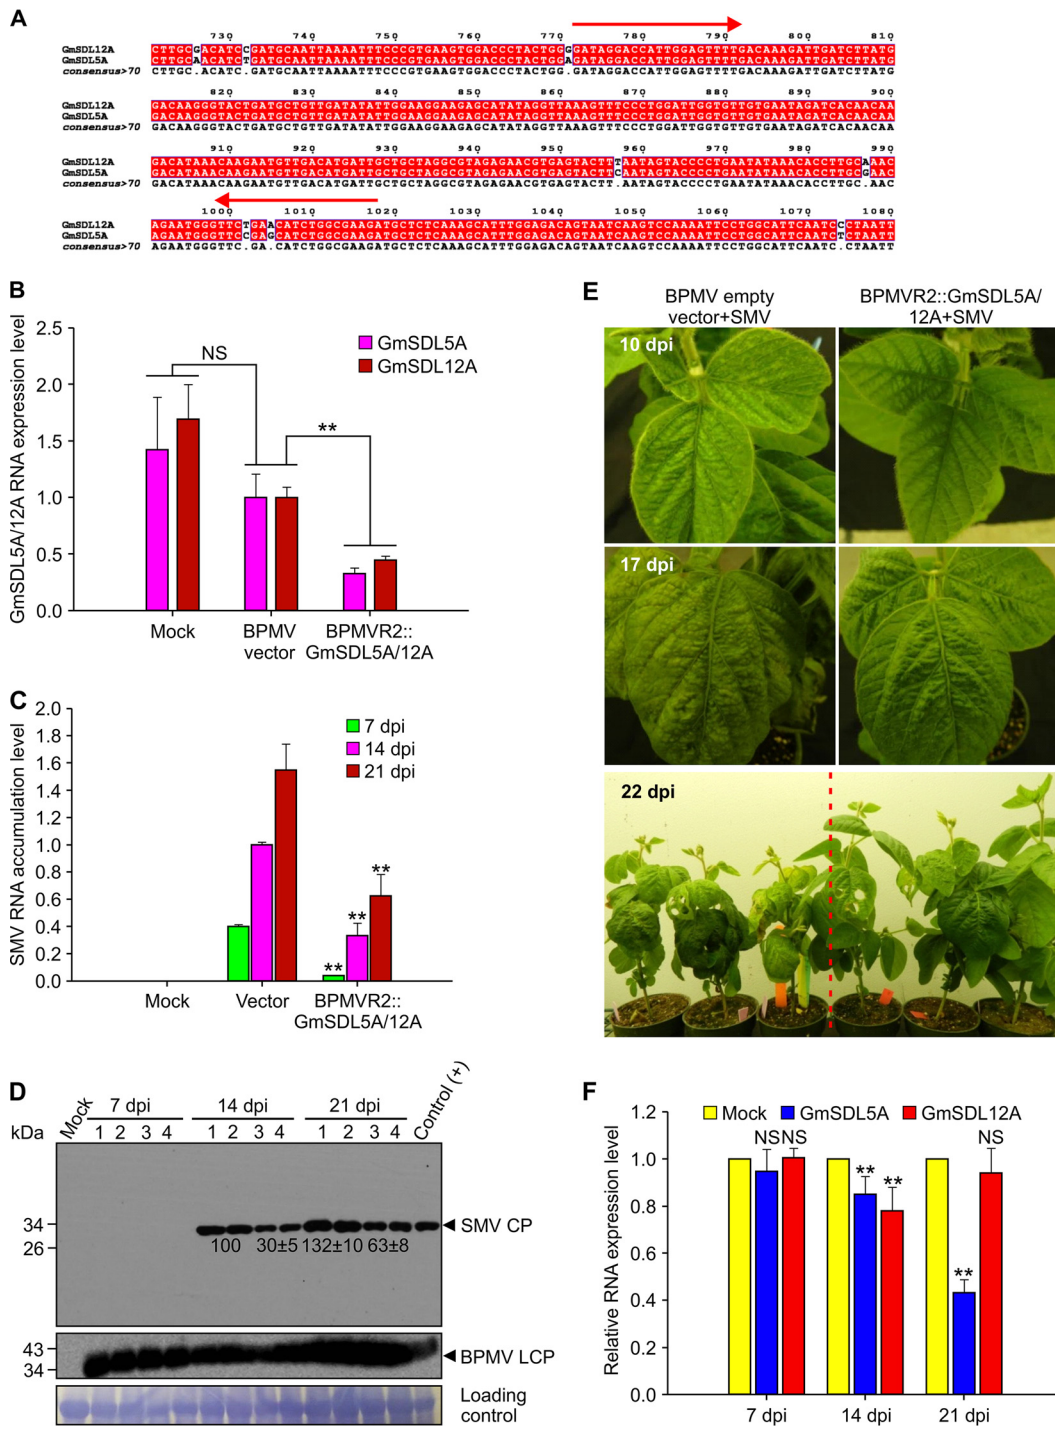 A
730 740 750 760 770 780 790 800 810
GmSDL12A CTTGCGACATCCGATGCAATTAAAATTTCCCGTGAAGTGGACCCTACTGGGGATAGGACCATTGGAGTTTTGACAAAGATTGATCTTATG
GmSDL5A CTTGCAACATCTGATGCAATTAAAATTTCCCGTGAAGTGGACCCTACTGGAGATAGGACCATTGGAGTTTTGACAAAGATTGATCTTATG
consensus>70 CTTGC.ACATC.GATGCAATTAAAATTTCCCGTGAAGTGGACCCTACTGG.GATAGGACCATTGGAGTTTTGACAAAGATTGATCTTATG
820 830 840 850 860 870 880 890 900
GmSDL12A GACAAGGGTACTGATGCTGTTGATATATTGGAAGGAAGAGCATATAGGTTAAAGTTTCCCTGGATTGGTGTTGTGAATAGATCACAACAA
GmSDL5A GACAAGGGTACTGATGCTGTTGATATATTGGAAGGAAGAGCATATAGGTTAAAGTTTCCCTGGATTGGTGTTGTGAATAGATCACAACAA
consensus>70 GACAAGGGTACTGATGCTGTTGATATATTGGAAGGAAGAGCATATAGGTTAAAGTTTCCCTGGATTGGTGTTGTGAATAGATCACAACAA
910 920 930 940 950 960 970 980 990
GmSDL12A GACATAAACAAGAATGTTGACATGATTGCTGCTAGGCGTAGAGAACGTGAGTACTTTAATAGTACCCCTGAATATAAACACCTTGCAAAC
GmSDL5A GACATAAACAAGAATGTTGACATGATTGCTGCTAGGCGTAGAGAACGTGAGTACTTCAATAGTACCCCTGAATATAAACACCTTGCGAAC
consensus>70 GACATAAACAAGAATGTTGACATGATTGCTGCTAGGCGTAGAGAACGTGAGTACTT.AATAGTACCCCTGAATATAAACACCTTGC.AAC
1000 1010 1020 1030 1040 1050 1060 1070 1080
GmSDL12A AGAATGGGTTCTGAACATCTGGCGAAGATGCTCTCAAAGCATTTGGAGACAGTAATCAAGTCCAAAATTCCTGGCATTCAATCCCTAATT
GmSDL5A AGAATGGGTTCCGAGCATCTGGCGAAGATGCTCTCAAAGCATTTGGAGACAGTAATCAAGTCCAAAATTCCTGGCATTCAATCTCTAATT
consensus>70 AGAATGGGTTC.GA.CATCTGGCGAAGATGCTCTCAAAGCATTTGGAGACAGTAATCAAGTCCAAAATTCCTGGCATTCAATC.CTAATT
B
GmSDL5A/12A RNA expression level
2.5
2.0
1.5
1.0
0.5
0.0
NS
**
GmSDL5A
GmSDL12A
Mock
BPMV vector
BPMVR2:: GmSDL5A/12A
C
SMV RNA accumulation level
2.0
1.8
1.6
1.4
1.2
1.0
0.8
0.6
0.4
0.2
0.0
7 dpi
14 dpi
21 dpi
** ** **
Mock
Vector
BPMVR2:: GmSDL5A/12A
D
Mock 7 dpi 14 dpi 21 dpi Control (+)
kDa 1 2 3 4 1 2 3 4 1 2 3 4
34
26
SMV CP
100 30±5 132±10 63±8
43
34
BPMV LCP
Loading control
E
BPMV empty vector+SMV
BPMVR2::GmSDL5A/ 12A+SMV
10 dpi
17 dpi
22 dpi
F
Relative RNA expression level
1.2
1.0
0.8
0.6
0.4
0.2
0.0
Mock GmSDL5A GmSDL12A
NS NS
** **
** NS
7 dpi 14 dpi 21 dpi